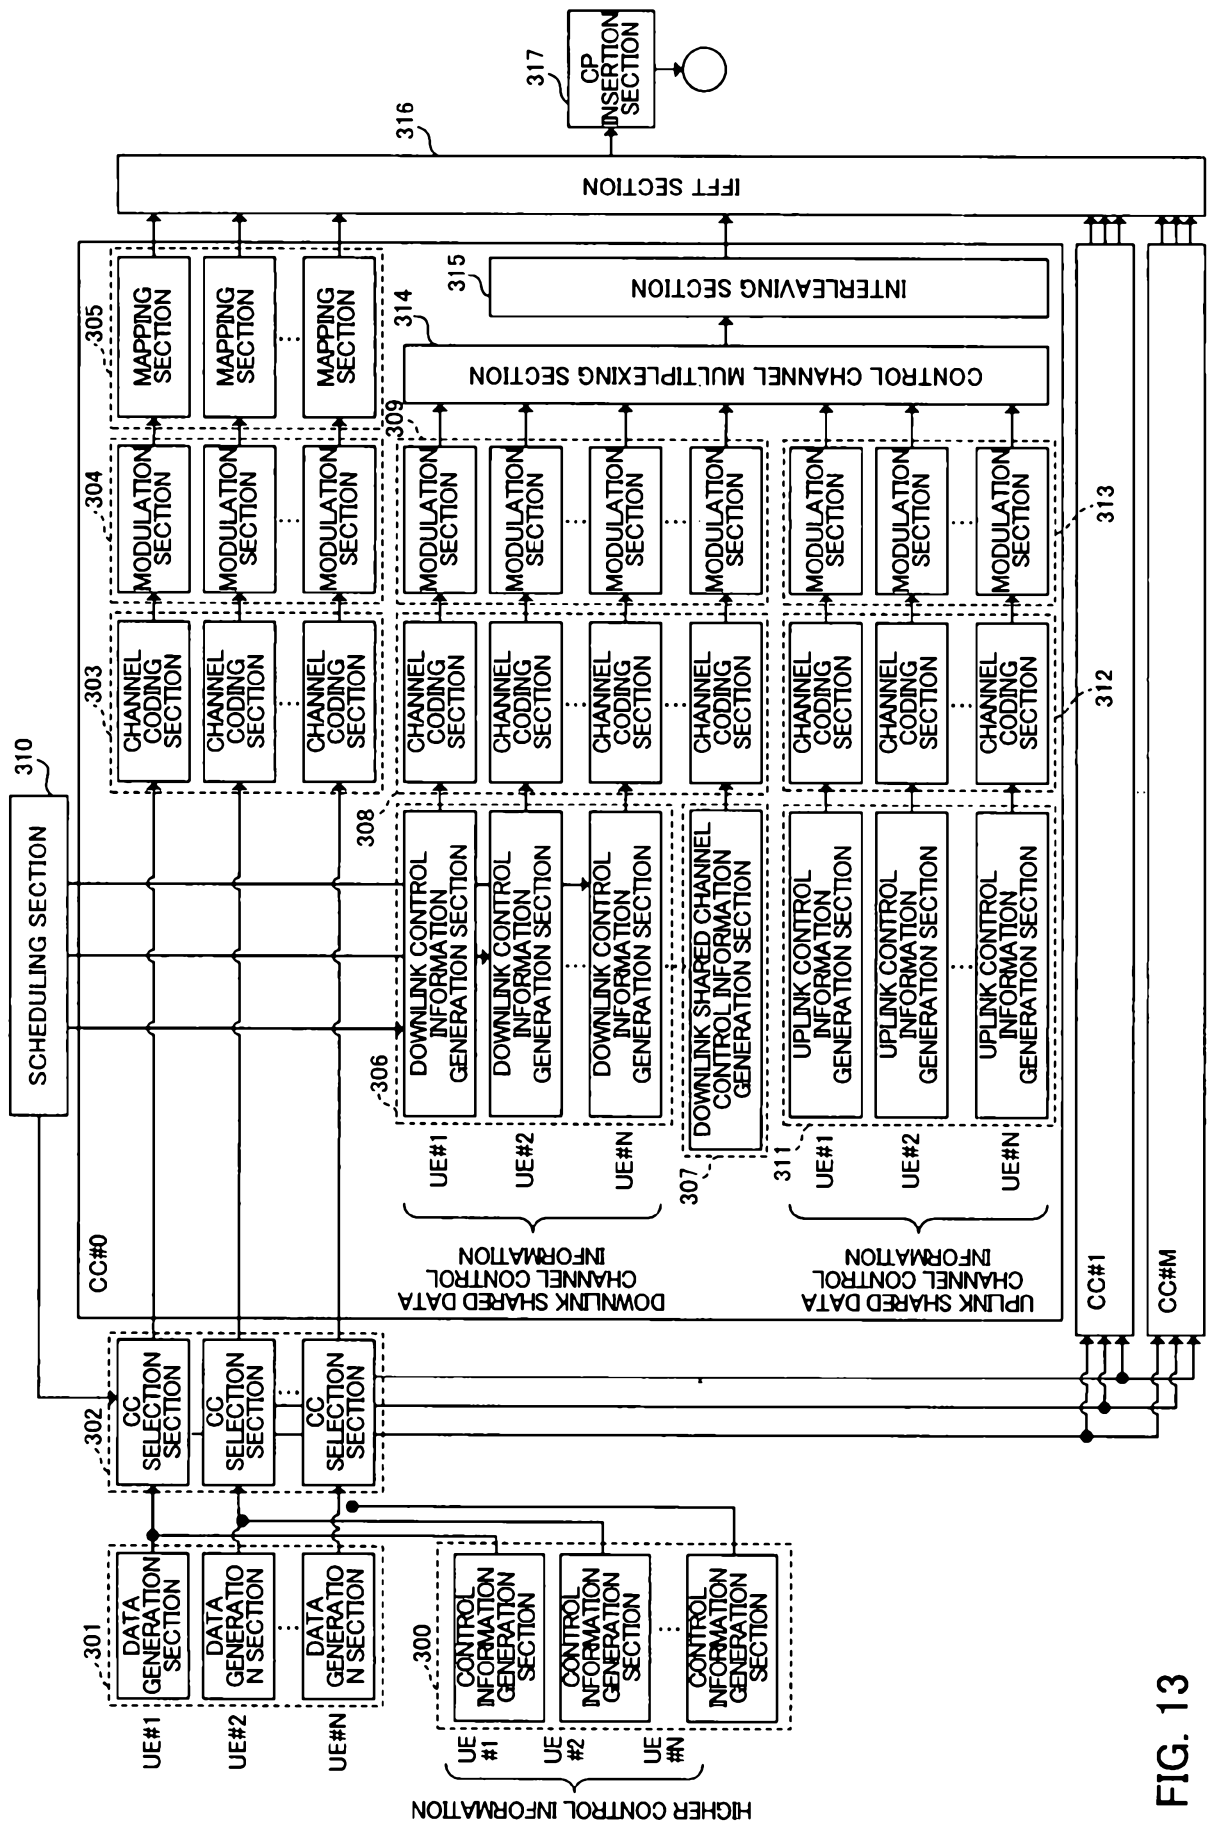 310
SCHEDULING SECTION
CC#0
301
UE#1
DATA
GENERATION
SECTION
UE#2
DATA
GENERATIO
N SECTION
.....
UE#N
DATA
GENERATIO
N SECTION
302
CC
SELECTION
SECTION
CC
SELECTION
SECTION
.....
CC
SELECTION
SECTION
303
CHANNEL
CODING
SECTION
CHANNEL
CODING
SECTION
.....
CHANNEL
CODING
SECTION
304
MODULATION
SECTION
MODULATION
SECTION
.....
MODULATION
SECTION
305
MAPPING
SECTION
MAPPING
SECTION
.....
MAPPING
SECTION
HIGHER CONTROL INFORMATION
300
UE
#1
CONTROL
INFORMATION
GENERATION
SECTION
UE
#2
CONTROL
INFORMATION
GENERATION
SECTION
.....
UE
#N
CONTROL
INFORMATION
GENERATION
SECTION
DOWNLINK SHARED DATA
CHANNEL CONTROL
INFORMATION
306
UE#1
DOWNLINK CONTROL
INFORMATION
GENERATION SECTION
UE#2
DOWNLINK CONTROL
INFORMATION
GENERATION SECTION
.....
UE#N
DOWNLINK CONTROL
INFORMATION
GENERATION SECTION
307
DOWNLINK SHARED CHANNEL
CONTROL INFORMATION
GENERATION SECTION
308
CHANNEL
CODING
SECTION
CHANNEL
CODING
SECTION
.....
CHANNEL
CODING
SECTION
.....
CHANNEL
CODING
SECTION
309
MODULATION
SECTION
MODULATION
SECTION
.....
MODULATION
SECTION
.....
MODULATION
SECTION
UPLINK SHARED DATA
CHANNEL CONTROL
INFORMATION
311
UE#1
UPLINK CONTROL
INFORMATION
GENERATION SECTION
UE#2
UPLINK CONTROL
INFORMATION
GENERATION SECTION
.....
UE#N
UPLINK CONTROL
INFORMATION
GENERATION SECTION
312
CHANNEL
CODING
SECTION
CHANNEL
CODING
SECTION
.....
CHANNEL
CODING
SECTION
313
MODULATION
SECTION
MODULATION
SECTION
.....
MODULATION
SECTION
314
CONTROL CHANNEL MULTIPLEXING SECTION
315
INTERLEAVING SECTION
316
IFFT SECTION
317
CP
INSERTION
SECTION
CC#1
.....
CC#M
FIG. 13